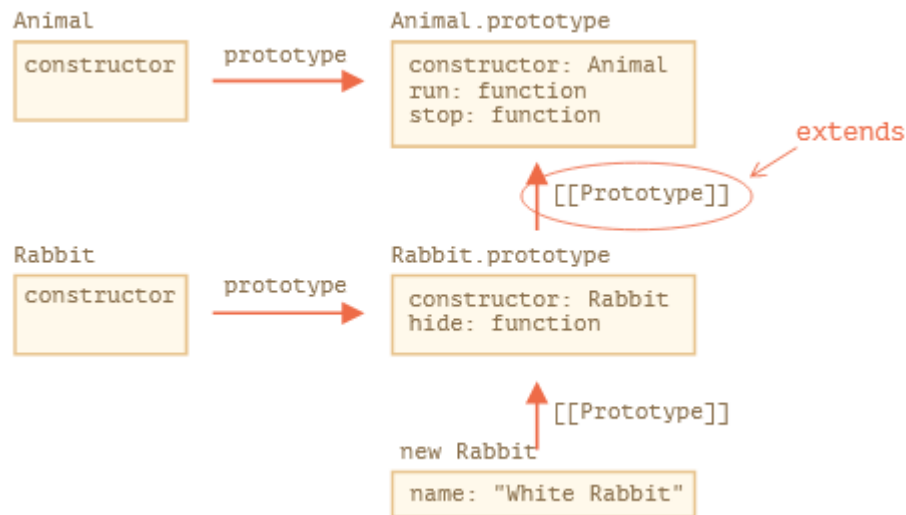 Animal
Animal.prototype
constructor
prototype
constructor: Animal
run: function
stop: function
extends
[[Prototype]]
Rabbit
Rabbit.prototype
constructor
prototype
constructor: Rabbit
hide: function
[[Prototype]]
new Rabbit
name: "White Rabbit"